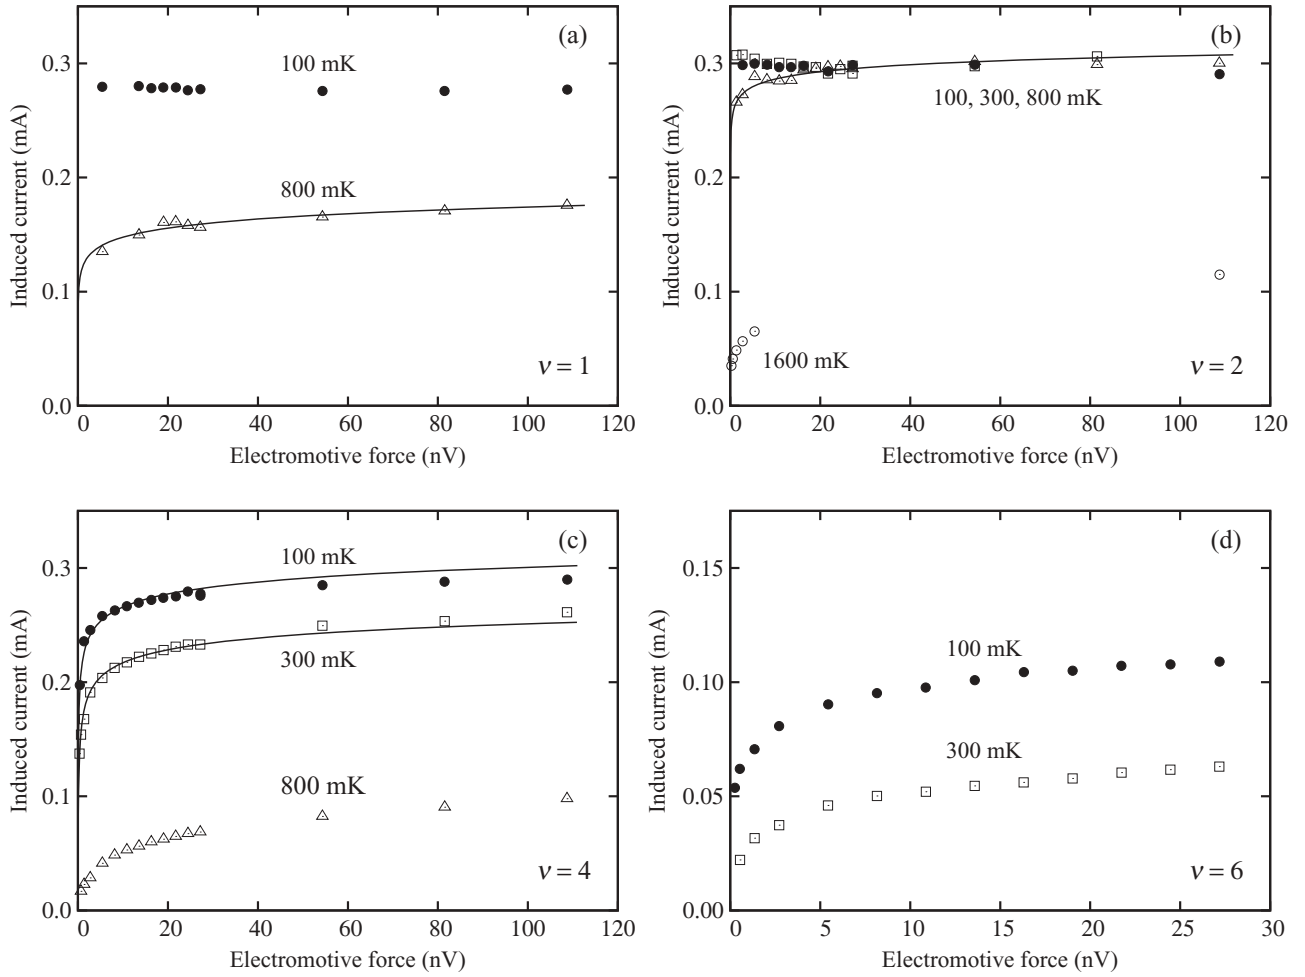 (a)
0.3
0.2
0.1
0.0
Induced current (mA)
100 mK
800 mK
ν = 1
0 20 40 60 80 100 120
Electromotive force (nV)
(b)
0.3
0.2
0.1
0.0
Induced current (mA)
100, 300, 800 mK
1600 mK
ν = 2
0 20 40 60 80 100 120
Electromotive force (nV)
(c)
0.3
0.2
0.1
0.0
Induced current (mA)
100 mK
300 mK
800 mK
ν = 4
0 20 40 60 80 100 120
Electromotive force (nV)
(d)
0.15
0.10
0.05
0.00
Induced current (mA)
100 mK
300 mK
ν = 6
0 5 10 15 20 25 30
Electromotive force (nV)